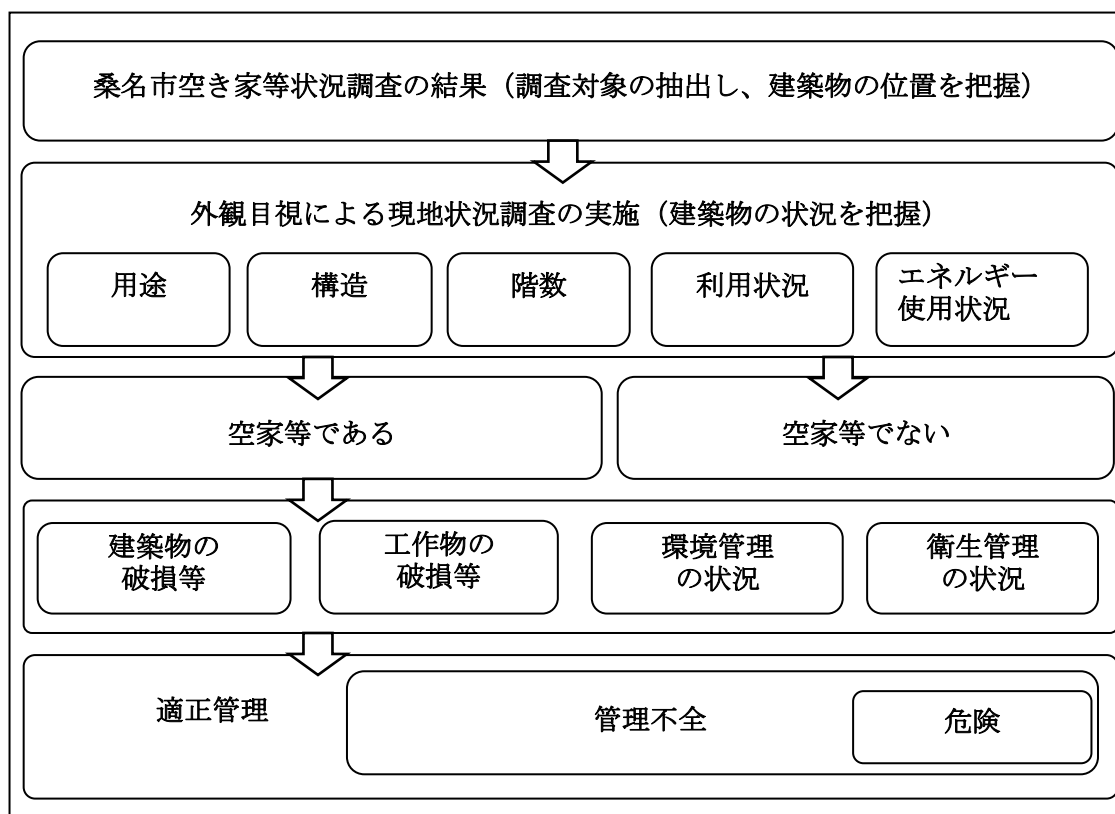 桑名市空き家等状況調査の結果（調査対象の抽出し、建築物の位置を把握）
外観目視による現地状況調査の実施（建築物の状況を把握）
用途
構造
階数
利用状況
エネルギー
使用状況
空家等である
空家等でない
建築物の
破損等
工作物の
破損等
環境管理
の状況
衛生管理
の状況
適正管理
管理不全
危険